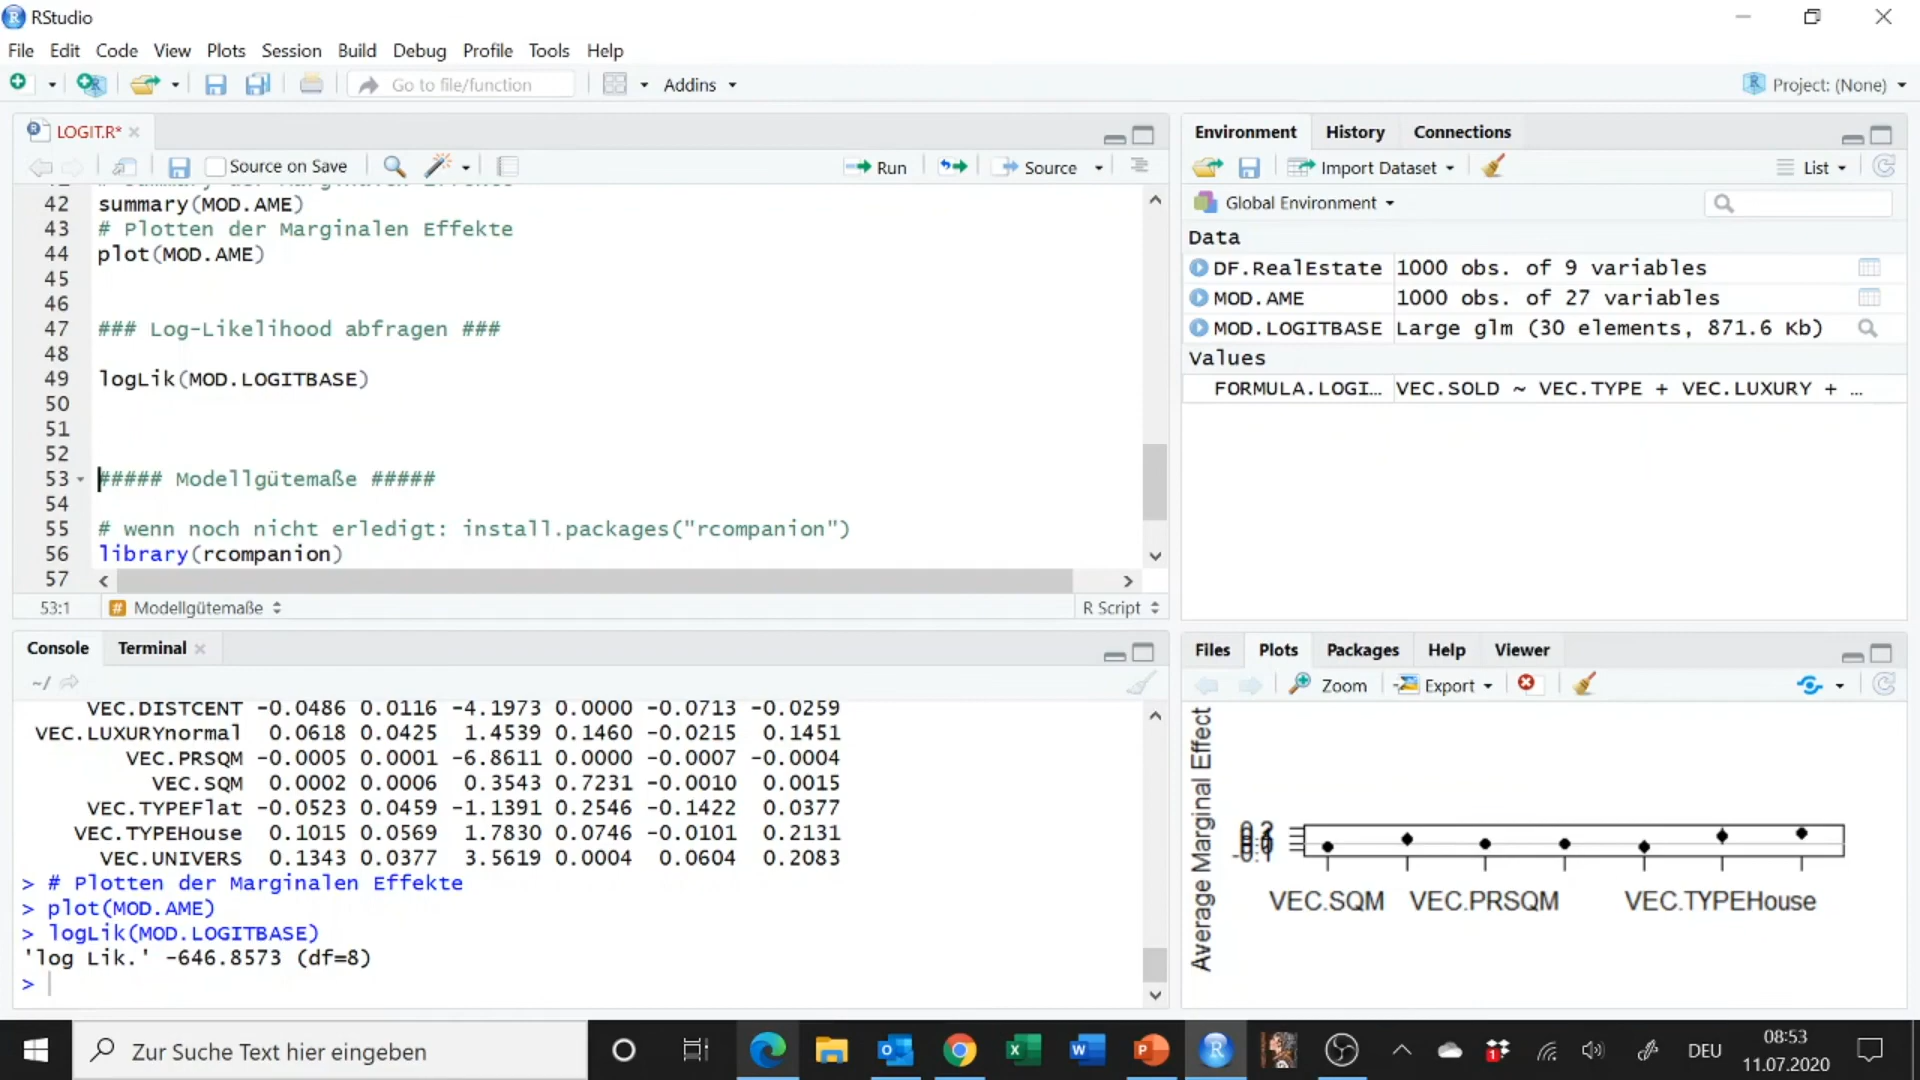 RStudio
File Edit Code View Plots Session Build Debug Profile Tools Help
Go to file/function Addins Project: (None)
LOGIT.R*
Source on Save Run Source
42 summary(MOD.AME)
43 # Plotten der Marginalen Effekte
44 plot(MOD.AME)
45
46
47 ### Log-Likelihood abfragen ###
48
49 logLik(MOD.LOGITBASE)
50
51
52
53 ##### Modellgütemaße #####
54
55 # wenn noch nicht erledigt: install.packages("rcompanion")
56 library(rcompanion)
57
53:1 # Modellgütemaße R Script
Console Terminal
~/
VEC.DISTCENT -0.0486 0.0116 -4.1973 0.0000 -0.0713 -0.0259
VEC.LUXURYnormal 0.0618 0.0425 1.4539 0.1460 -0.0215 0.1451
VEC.PRSQM -0.0005 0.0001 -6.8611 0.0000 -0.0007 -0.0004
VEC.SQM 0.0002 0.0006 0.3543 0.7231 -0.0010 0.0015
VEC.TYPEFlat -0.0523 0.0459 -1.1391 0.2546 -0.1422 0.0377
VEC.TYPEHouse 0.1015 0.0569 1.7830 0.0746 -0.0101 0.2131
VEC.UNIVERS 0.1343 0.0377 3.5619 0.0004 0.0604 0.2083
> # Plotten der Marginalen Effekte
> plot(MOD.AME)
> logLik(MOD.LOGITBASE)
'log Lik.' -646.8573 (df=8)
>
Environment History Connections
Import Dataset List
Global Environment
Data
DF.RealEstate 1000 obs. of 9 variables
MOD.AME 1000 obs. of 27 variables
MOD.LOGITBASE Large glm (30 elements, 871.6 Kb)
Values
FORMULA.LOGI… VEC.SOLD ~ VEC.TYPE + VEC.LUXURY + …
Files Plots Packages Help Viewer
Zoom Export
Average Marginal Effect
-0.1
VEC.SQM VEC.PRSQM VEC.TYPEHouse
Zur Suche Text hier eingeben
DEU
08:53
11.07.2020